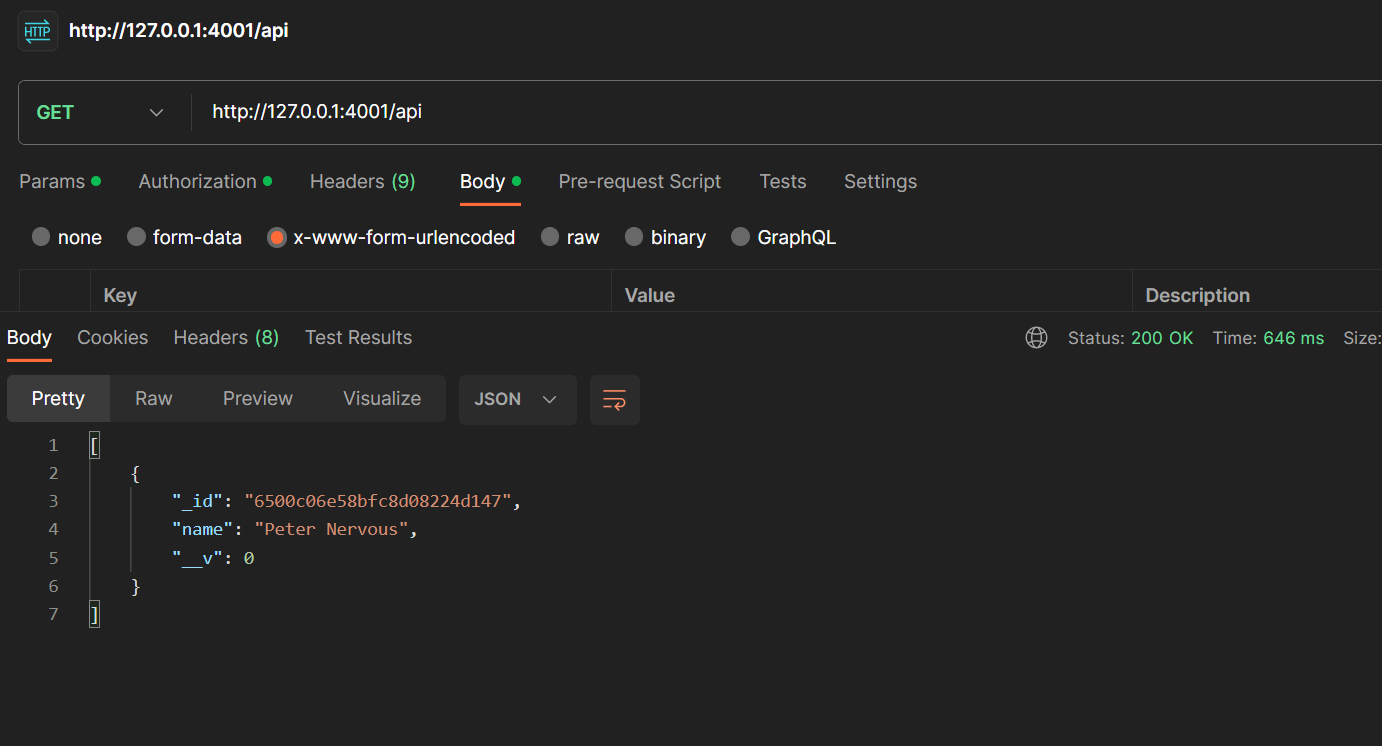 HTTP http://127.0.0.1:4001/api
GET http://127.0.0.1:4001/api
Params Authorization Headers (9) Body Pre-request Script Tests Settings
none form-data x-www-form-urlencoded raw binary GraphQL
Key Value Description
Body Cookies Headers (8) Test Results Status: 200 OK Time: 646 ms Size:
Pretty Raw Preview Visualize JSON
1 [
2 {
3 "_id": "6500c06e58bfc8d08224d147",
4 "name": "Peter Nervous",
5 "__v": 0
6 }
7 ]